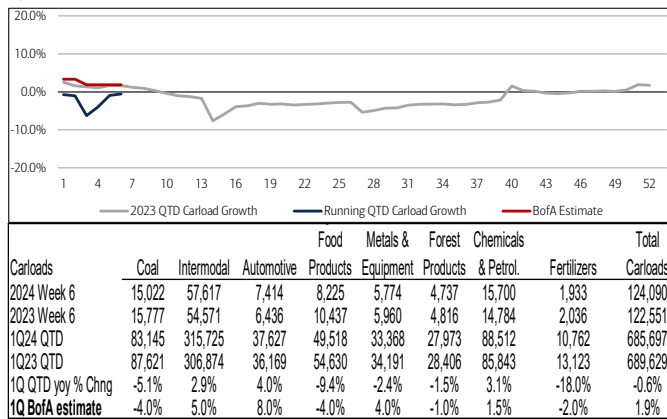 20.0%
10.0%
0.0%
-10.0%
-20.0%
1 4 7 10 13 16 19 22 25 28 31 34 37 40 43 46 49 52
2023 QTD Carload Growth Running QTD Carload Growth BofA Estimate
Food Metals & Forest Chemicals Total
Carloads Coal Intermodal Automotive Products Equipment Products & Petrol. Fertilizers Carloads
2024 Week 6 15,022 57,617 7,414 8,225 5,774 4,737 15,700 1,933 124,090
2023 Week 6 15,777 54,571 6,436 10,437 5,960 4,816 14,784 2,036 122,551
1Q24 QTD 83,145 315,725 37,627 49,518 33,368 27,973 88,512 10,762 685,697
1Q23 QTD 87,621 306,874 36,169 54,630 34,191 28,406 85,843 13,123 689,629
1Q QTD yoy % Chng -5.1% 2.9% 4.0% -9.4% -2.4% -1.5% 3.1% -18.0% -0.6%
1Q BofA estimate -4.0% 5.0% 8.0% -4.0% 4.0% -1.0% 1.5% -2.0% 1.9%